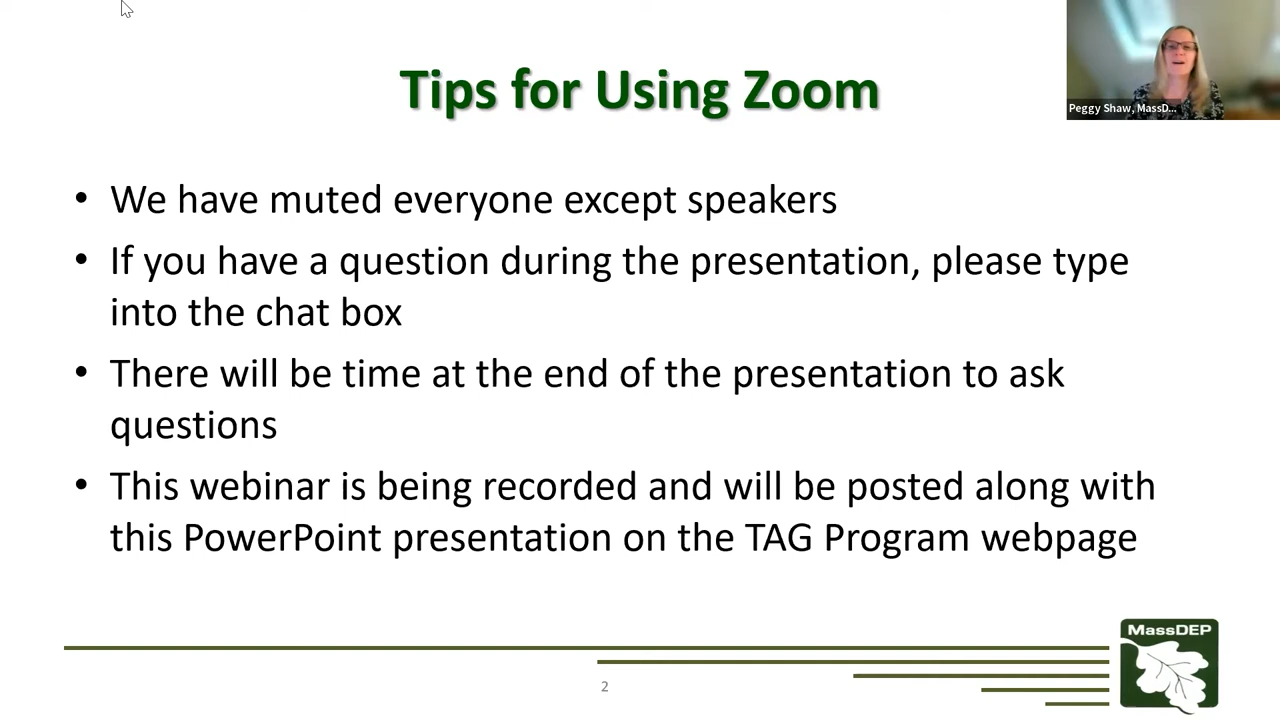 Tips for Using Zoom
Peggy Shaw, MassD...
• We have muted everyone except speakers
• If you have a question during the presentation, please type
into the chat box
• There will be time at the end of the presentation to ask
questions
• This webinar is being recorded and will be posted along with
this PowerPoint presentation on the TAG Program webpage
MassDEP
2